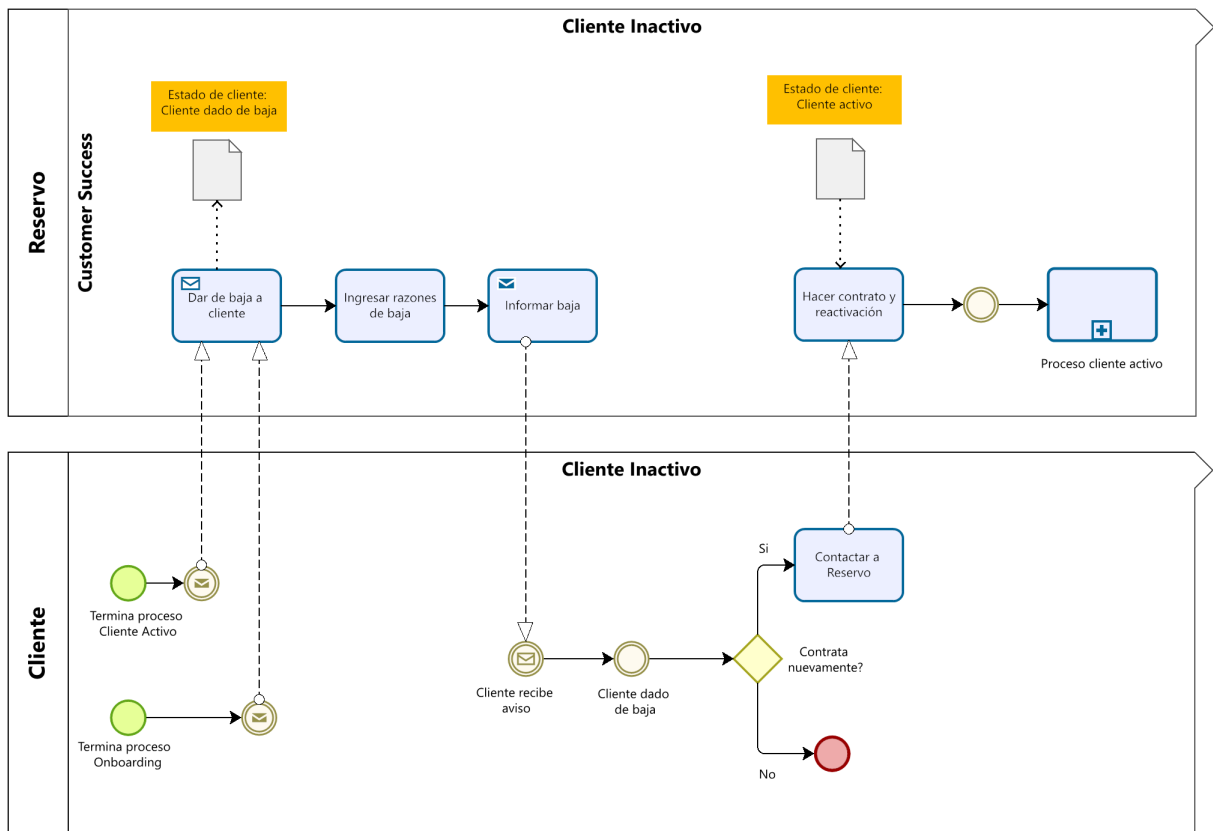 Cliente Inactivo
Reservo
Customer Success
Estado de cliente:
Cliente dado de baja
Estado de cliente:
Cliente activo
Dar de baja a
cliente
Ingresar razones
de baja
Informar baja
Hacer contrato y
reactivación
Proceso cliente activo
Cliente Inactivo
Cliente
Termina proceso
Cliente Activo
Termina proceso
Onboarding
Cliente recibe
aviso
Cliente dado
de baja
Contrata
nuevamente?
Si
Contactar a
Reservo
No